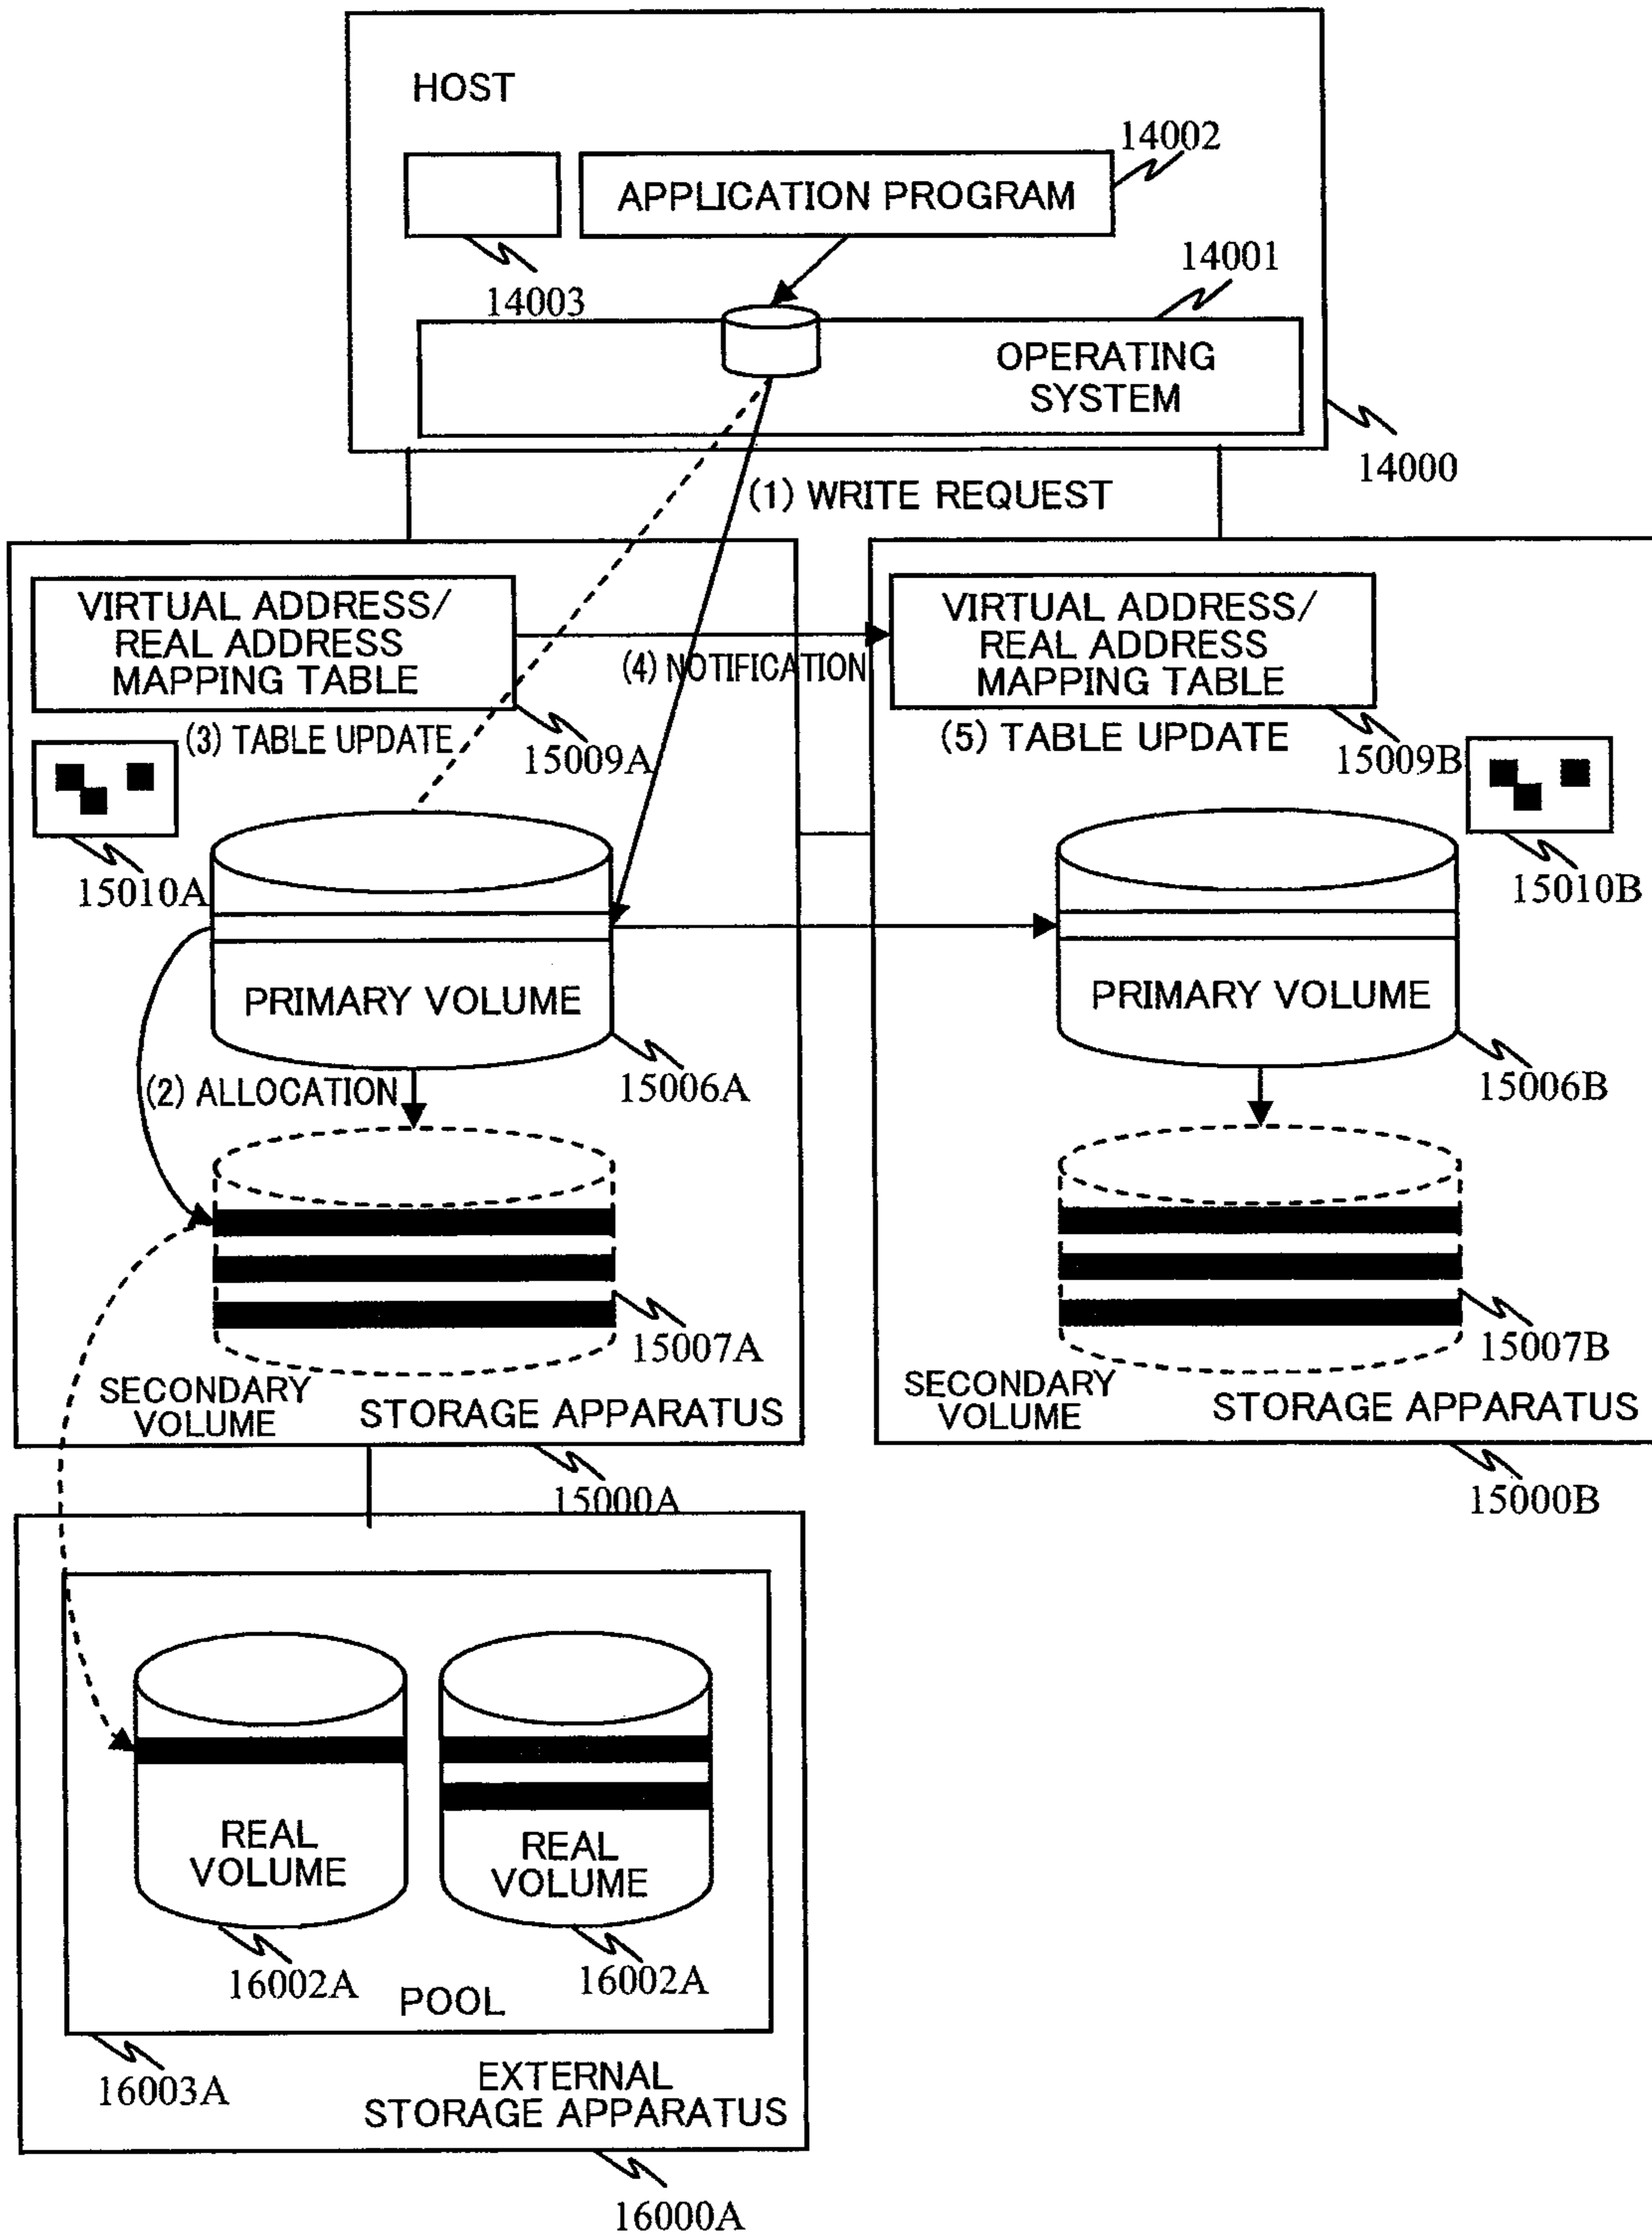 HOST
14002
APPLICATION PROGRAM
14001
14003
OPERATING
SYSTEM
14000
(1) WRITE REQUEST
VIRTUAL ADDRESS/
REAL ADDRESS
MAPPING TABLE
(4) NOTIFICATION
VIRTUAL ADDRESS/
REAL ADDRESS
MAPPING TABLE
(3) TABLE UPDATE
15009A
(5) TABLE UPDATE
15009B
15010A
15010B
PRIMARY VOLUME
PRIMARY VOLUME
(2) ALLOCATION
15006A
15006B
15007A
15007B
SECONDARY
VOLUME
STORAGE APPARATUS
SECONDARY
VOLUME
STORAGE APPARATUS
15000A
15000B
REAL
VOLUME
REAL
VOLUME
16002A
16002A
POOL
16003A
EXTERNAL
STORAGE APPARATUS
16000A